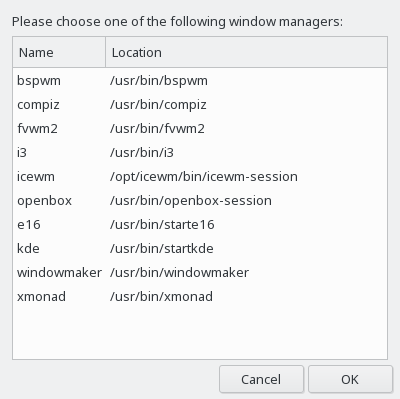 Please choose one of the following window managers:
Name Location
bspwm /usr/bin/bspwm
compiz /usr/bin/compiz
fvwm2 /usr/bin/fvwm2
i3 /usr/bin/i3
icewm /opt/icewm/bin/icewm-session
openbox /usr/bin/openbox-session
e16 /usr/bin/starte16
kde /usr/bin/startkde
windowmaker /usr/bin/windowmaker
xmonad /usr/bin/xmonad
Cancel OK